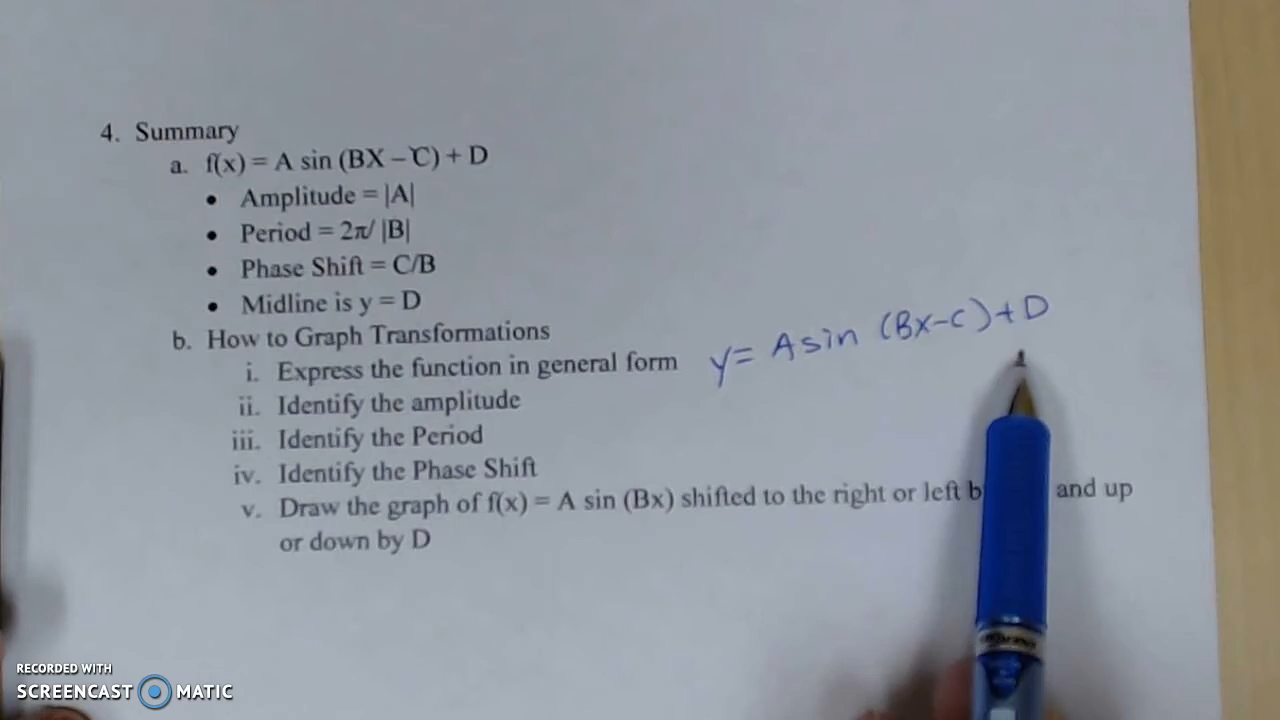 4. Summary
a. f(x) = A sin (BX – C) + D
• Amplitude = |A|
• Period = 2π/ |B|
• Phase Shift = C/B
• Midline is y = D
b. How to Graph Transformations
i. Express the function in general form y = A sin (Bx-C)+D
ii. Identify the amplitude
iii. Identify the Period
iv. Identify the Phase Shift
v. Draw the graph of f(x) = A sin (Bx) shifted to the right or left and up
or down by D
RECORDED WITH
SCREENCAST MATIC